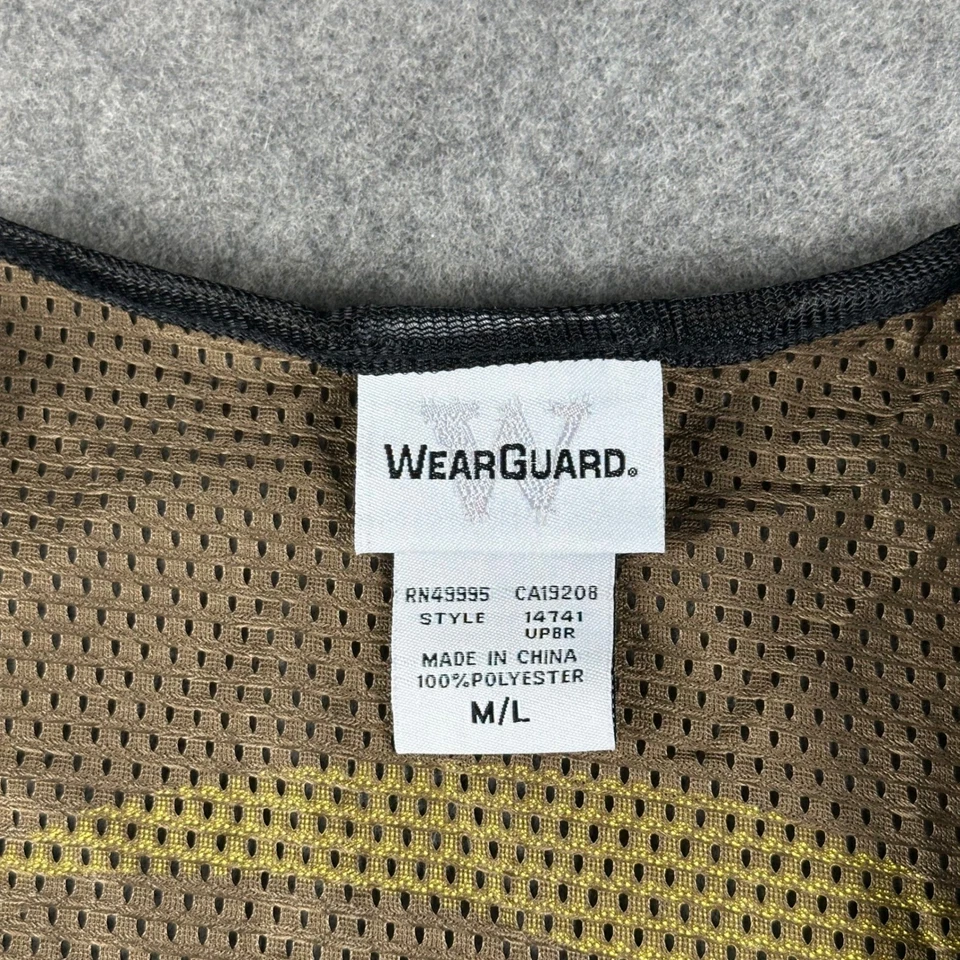 W
WEARGUARD®
RN49995 CA19208
STYLE 14741
UPBR
MADE IN CHINA
100%POLYESTER
M/L